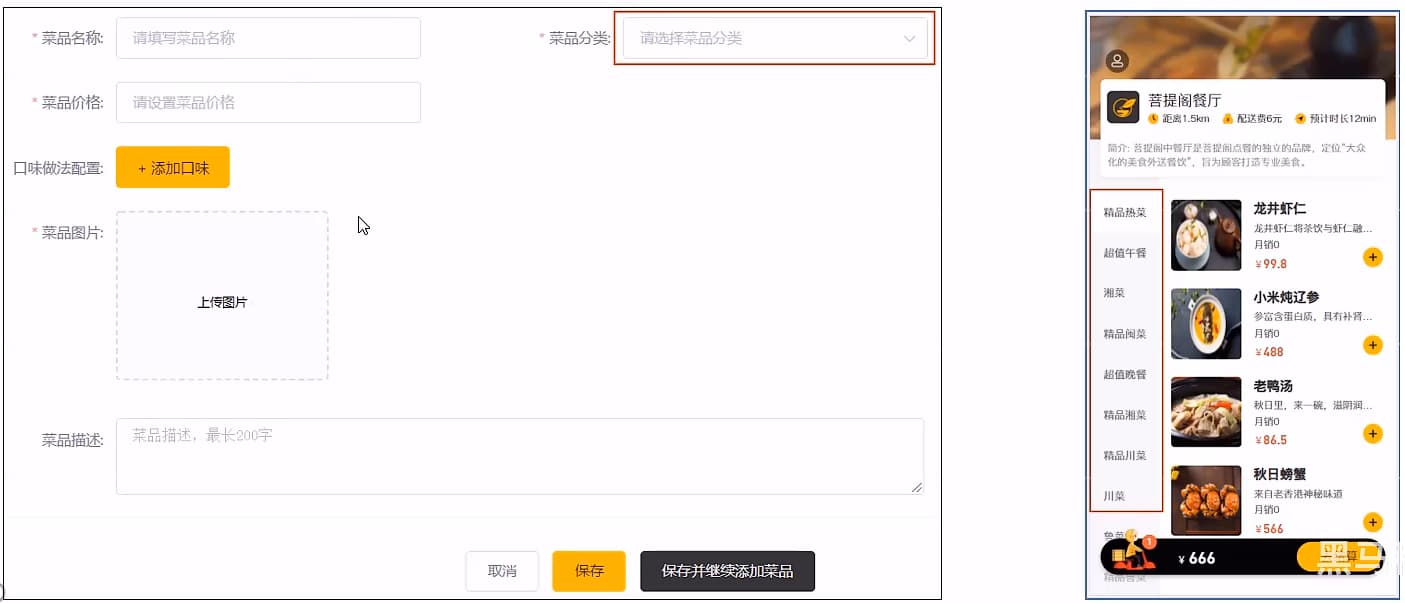 * 菜品名称: 请填写菜品名称
* 菜品分类: 请选择菜品分类
* 菜品价格: 请设置菜品价格
口味做法配置: + 添加口味
* 菜品图片:
上传图片
菜品描述: 菜品描述，最长200字
取消 保存 保存并继续添加菜品
菩提阁餐厅
距离1.5km 配送费6元 预计时长12min
简介: 菩提阁中餐厅是菩提阁点餐的独立的品牌，定位“大众
化的美食外送餐饮”，旨为顾客打造专业美食。
精品热菜
超值午餐
湘菜
精品闽菜
超值晚餐
精品湘菜
精品川菜
川菜
龙井虾仁
龙井虾仁将茶饮与虾仁融...
月销0
¥99.8
小米炖辽参
参富含蛋白质，具有补肾...
月销0
¥488
老鸭汤
秋日里，来一碗，滋阴润...
月销0
¥86.5
秋日螃蟹
来自老香港神秘味道
月销0
¥566
1
¥ 666
算
黑马